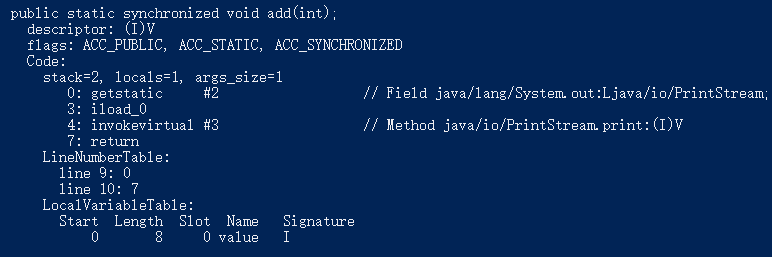 public static synchronized void add(int);
  descriptor: (I)V
  flags: ACC_PUBLIC, ACC_STATIC, ACC_SYNCHRONIZED
  Code:
    stack=2, locals=1, args_size=1
       0: getstatic     #2                  // Field java/lang/System.out:Ljava/io/PrintStream;
       3: iload_0
       4: invokevirtual #3                  // Method java/io/PrintStream.print:(I)V
       7: return
    LineNumberTable:
      line 9: 0
      line 10: 7
    LocalVariableTable:
      Start  Length  Slot  Name   Signature
          0       8     0 value   I